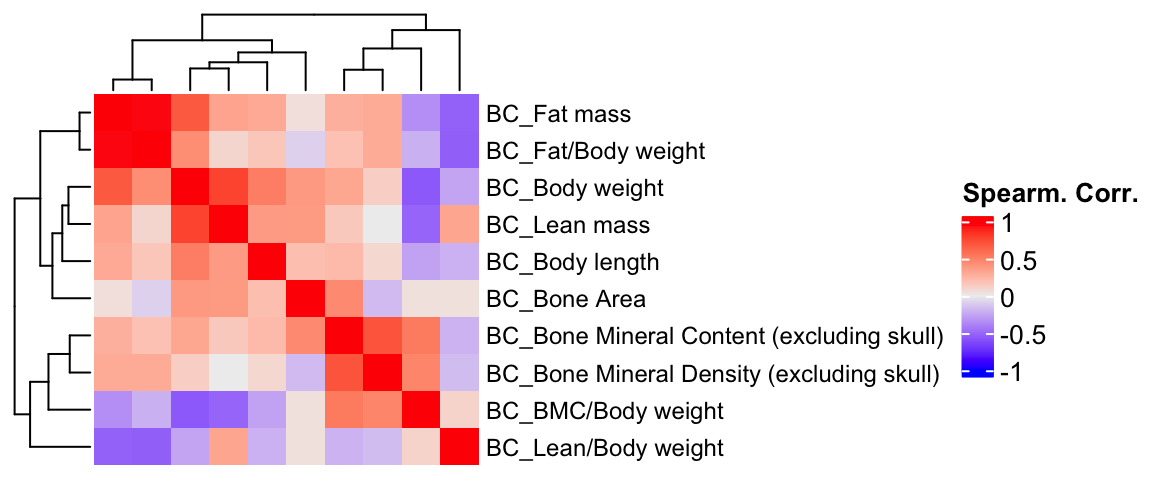 BC_Fat mass
BC_Fat/Body weight
BC_Body weight
BC_Lean mass
BC_Body length
BC_Bone Area
BC_Bone Mineral Content (excluding skull)
BC_Bone Mineral Density (excluding skull)
BC_BMC/Body weight
BC_Lean/Body weight
Spearm. Corr.
1
0.5
0
-0.5
-1